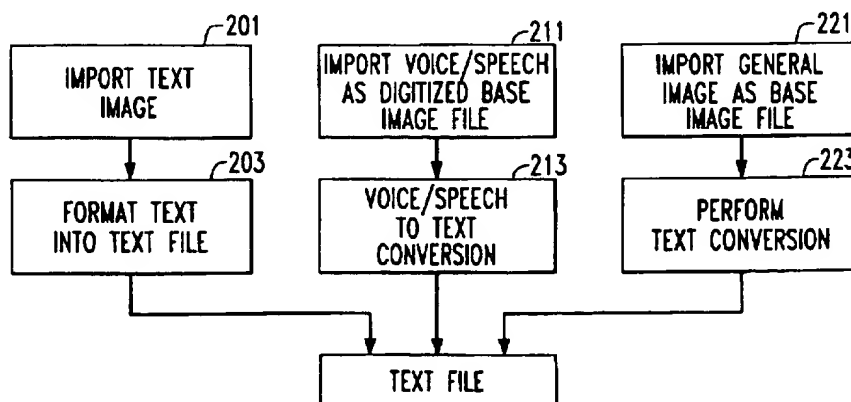 201
IMPORT TEXT
IMAGE
211
IMPORT VOICE/SPEECH
AS DIGITIZED BASE
IMAGE FILE
221
IMPORT GENERAL
IMAGE AS BASE
IMAGE FILE
203
FORMAT TEXT
INTO TEXT FILE
213
VOICE/SPEECH
TO TEXT
CONVERSION
223
PERFORM
TEXT CONVERSION
TEXT FILE